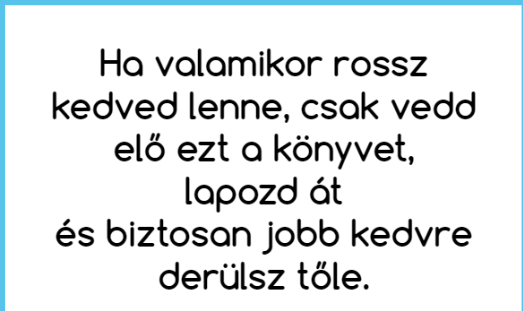 Ha valamikor rossz
kedved lenne, csak vedd
elő ezt a könyvet,
lapozd át
és biztosan jobb kedvre
derülsz tőle.